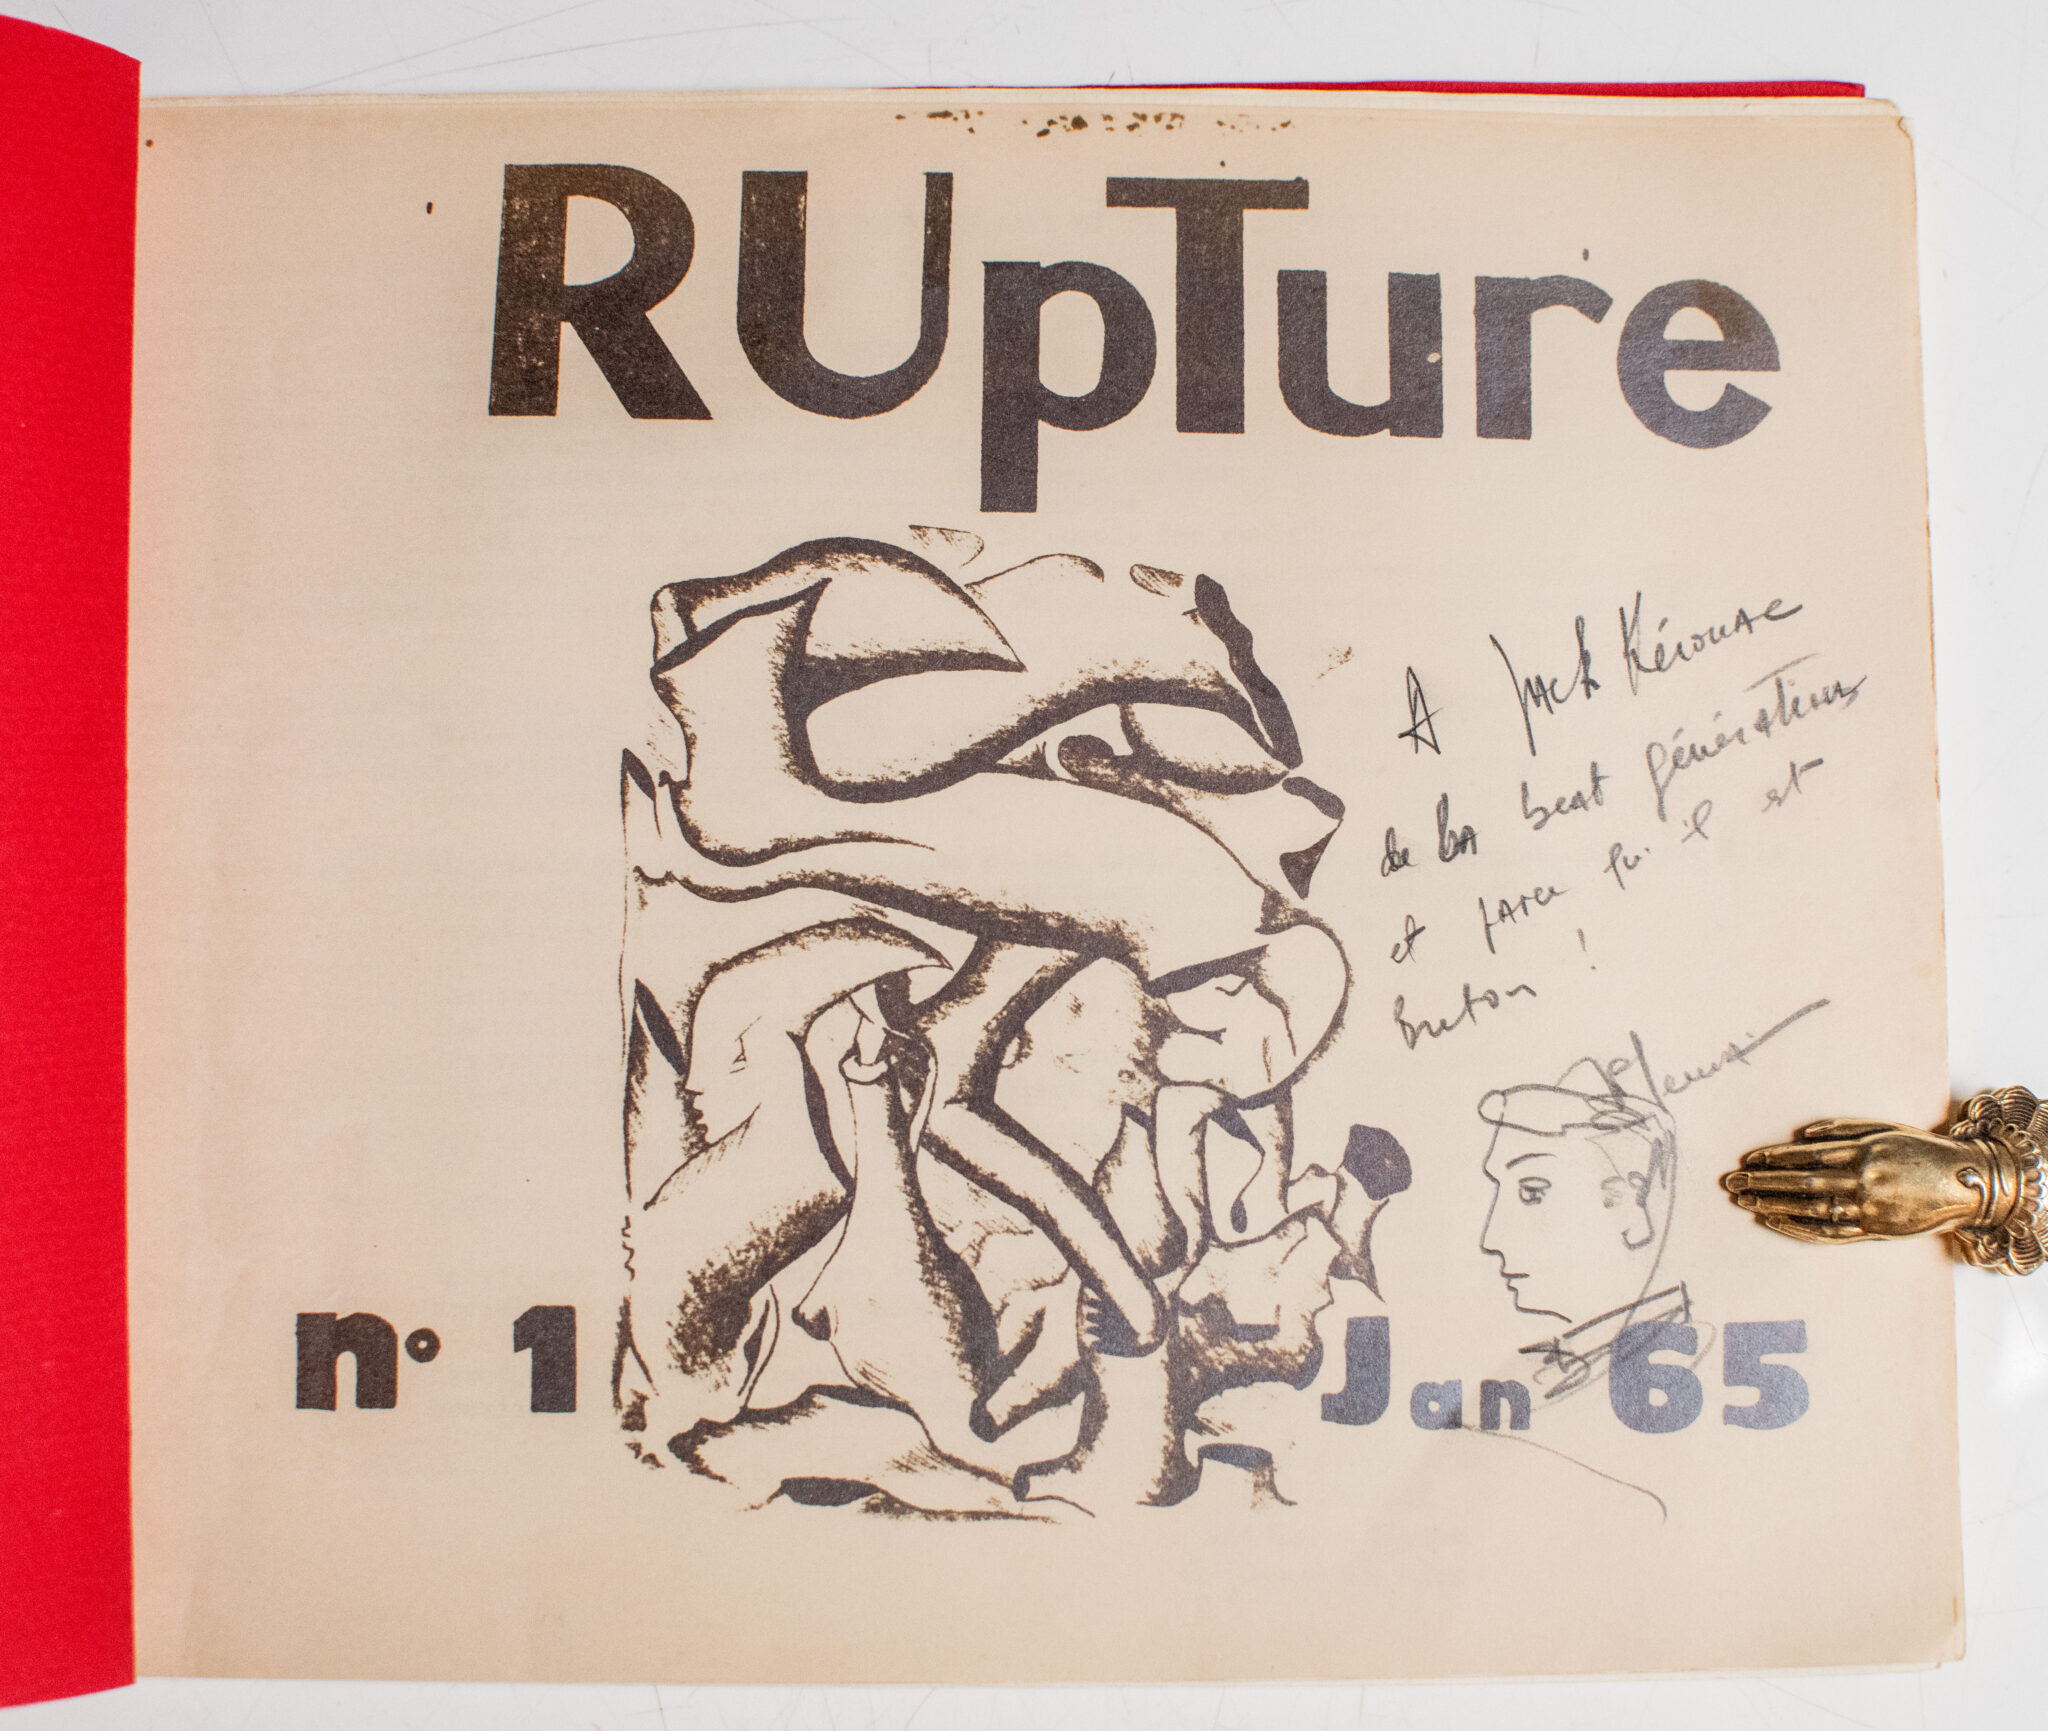 RUpTure
A Jack Kérouac
de la beat génération
et parce qu'il est
breton !
n° 1
Jan 65